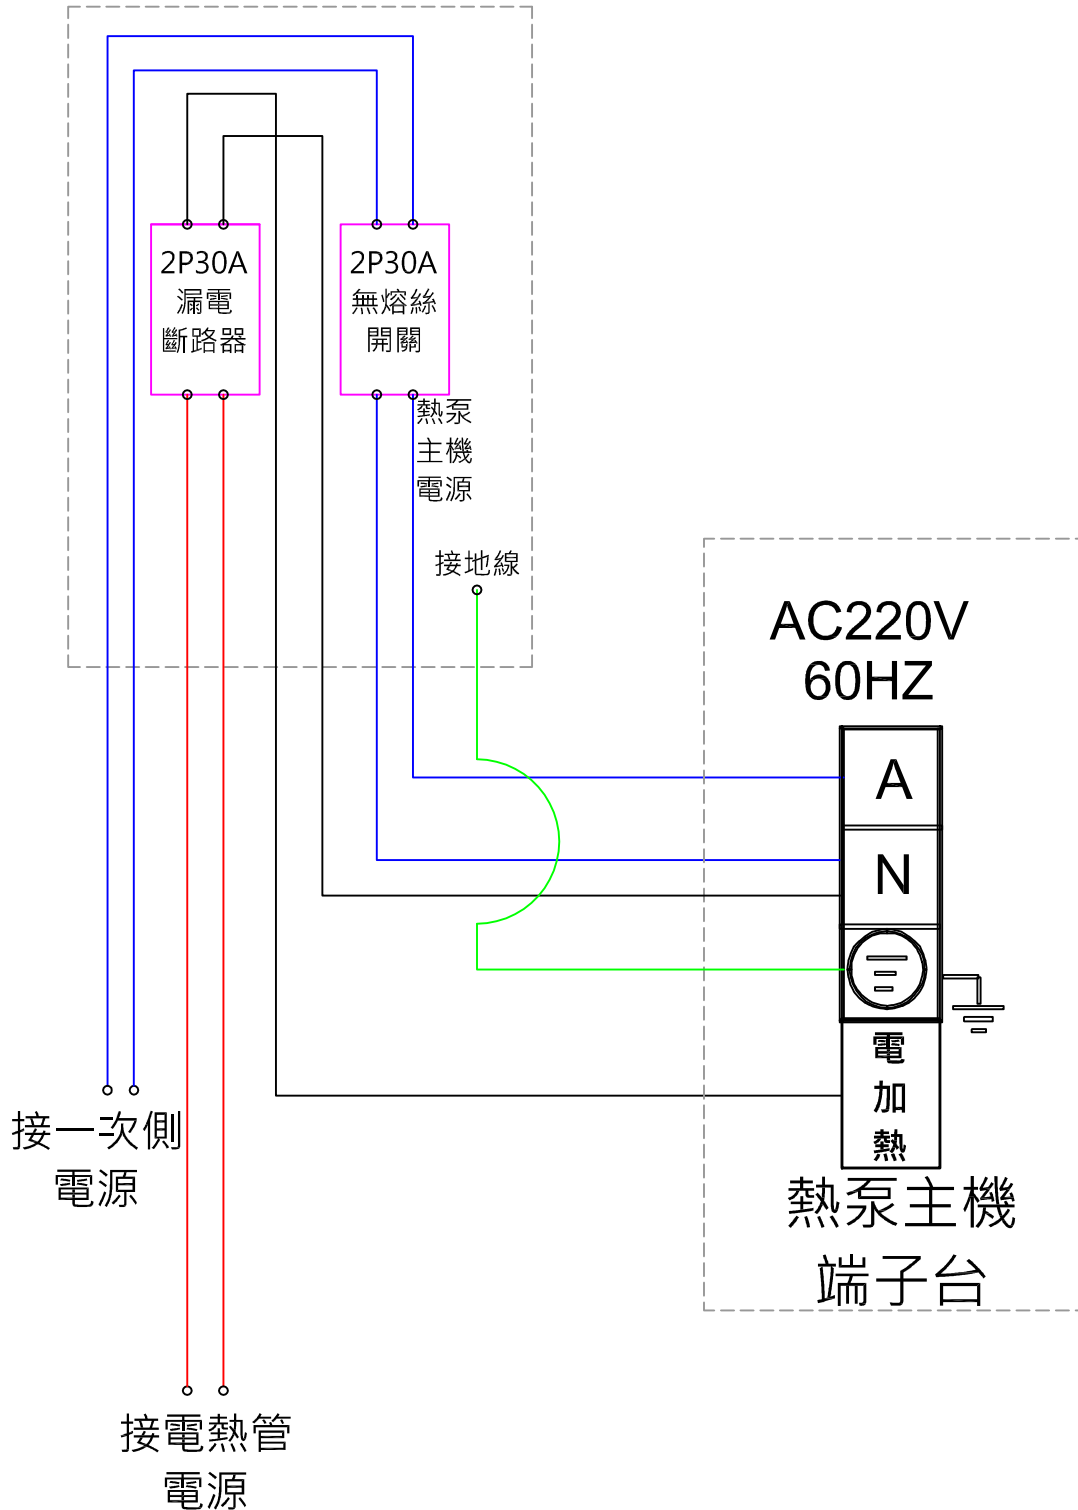 2P30A
漏電
斷路器
2P30A
無熔絲
開關
熱泵
主機
電源
接地線
AC220V
60HZ
A
N
電
加
熱
熱泵主機
端子台
接一次側
電源
接電熱管
電源